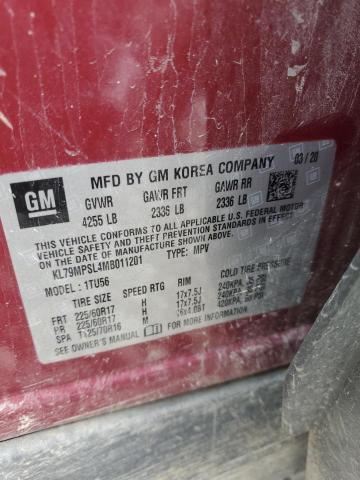 GM
MFD BY GM KOREA COMPANY 03/20
GVWR GAWR FRT GAWR RR
4255 LB 2336 LB 2336 LB
THIS VEHICLE CONFORMS TO ALL APPLICABLE U.S. FEDERAL MOTOR
VEHICLE SAFETY AND THEFT PREVENTION STANDARDS IN EFFECT ON
THE DATE OF MANUFACTURE SHOWN ABOVE.
KL79MPSL4MB011201 TYPE: MPV
MODEL: 1TU56
TIRE SIZE SPEED RTG RIM COLD TIRE PRESSURE
FRT 225/60R17 H 17x7.5J 240KPA, PSI
RR 225/60R17 H 17x7.5J 240KPA, PSI
SPA T125/70R16 M 16x4.0BT 420KPA, 60 PSI
SEE OWNER'S MANUAL FOR MORE INFORMATION.